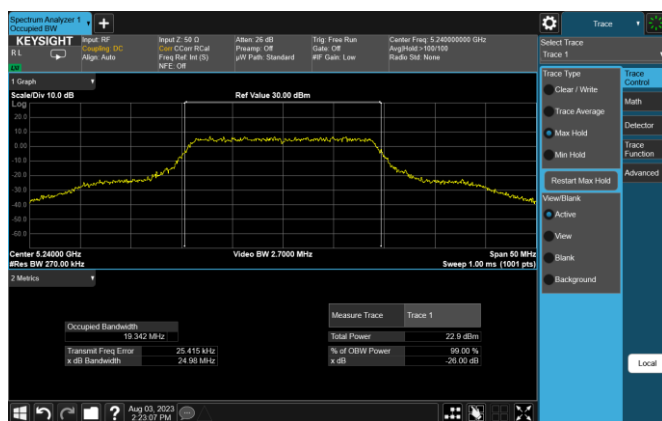 Spectrum Analyzer 1
Occupied BW
KEYSIGHT
R L
Input: RF
Coupling: DC
Align: Auto
Input Z: 50 Ω
Corr CCorr RCal
Freq Ref: Int (S)
NFE: Off
Atten: 26 dB
Preamp: Off
µW Path: Standard
Trig: Free Run
Gate: Off
#IF Gain: Low
Center Freq: 5.240000000 GHz
Avg|Hold:>100/100
Radio Std: None
1 Graph
Scale/Div 10.0 dB
Ref Value 30.00 dBm
Log
20.0
10.0
0.00
-10.0
-20.0
-30.0
-40.0
-50.0
-60.0
Center 5.24000 GHz
Video BW 2.7000 MHz
Span 50 MHz
#Res BW 270.00 kHz
Sweep 1.00 ms (1001 pts)
2 Metrics
Measure Trace
Trace 1
Occupied Bandwidth
19.342 MHz
Total Power
22.9 dBm
Transmit Freq Error
25.415 kHz
% of OBW Power
99.00 %
x dB Bandwidth
24.98 MHz
x dB
-26.00 dB
Aug 03, 2023
2:23:07 PM
Trace
Select Trace
Trace 1
Trace Type
Clear / Write
Trace Average
Max Hold
Min Hold
Restart Max Hold
View/Blank
Active
View
Blank
Background
Trace
Control
Math
Detector
Trace
Function
Advanced
Local